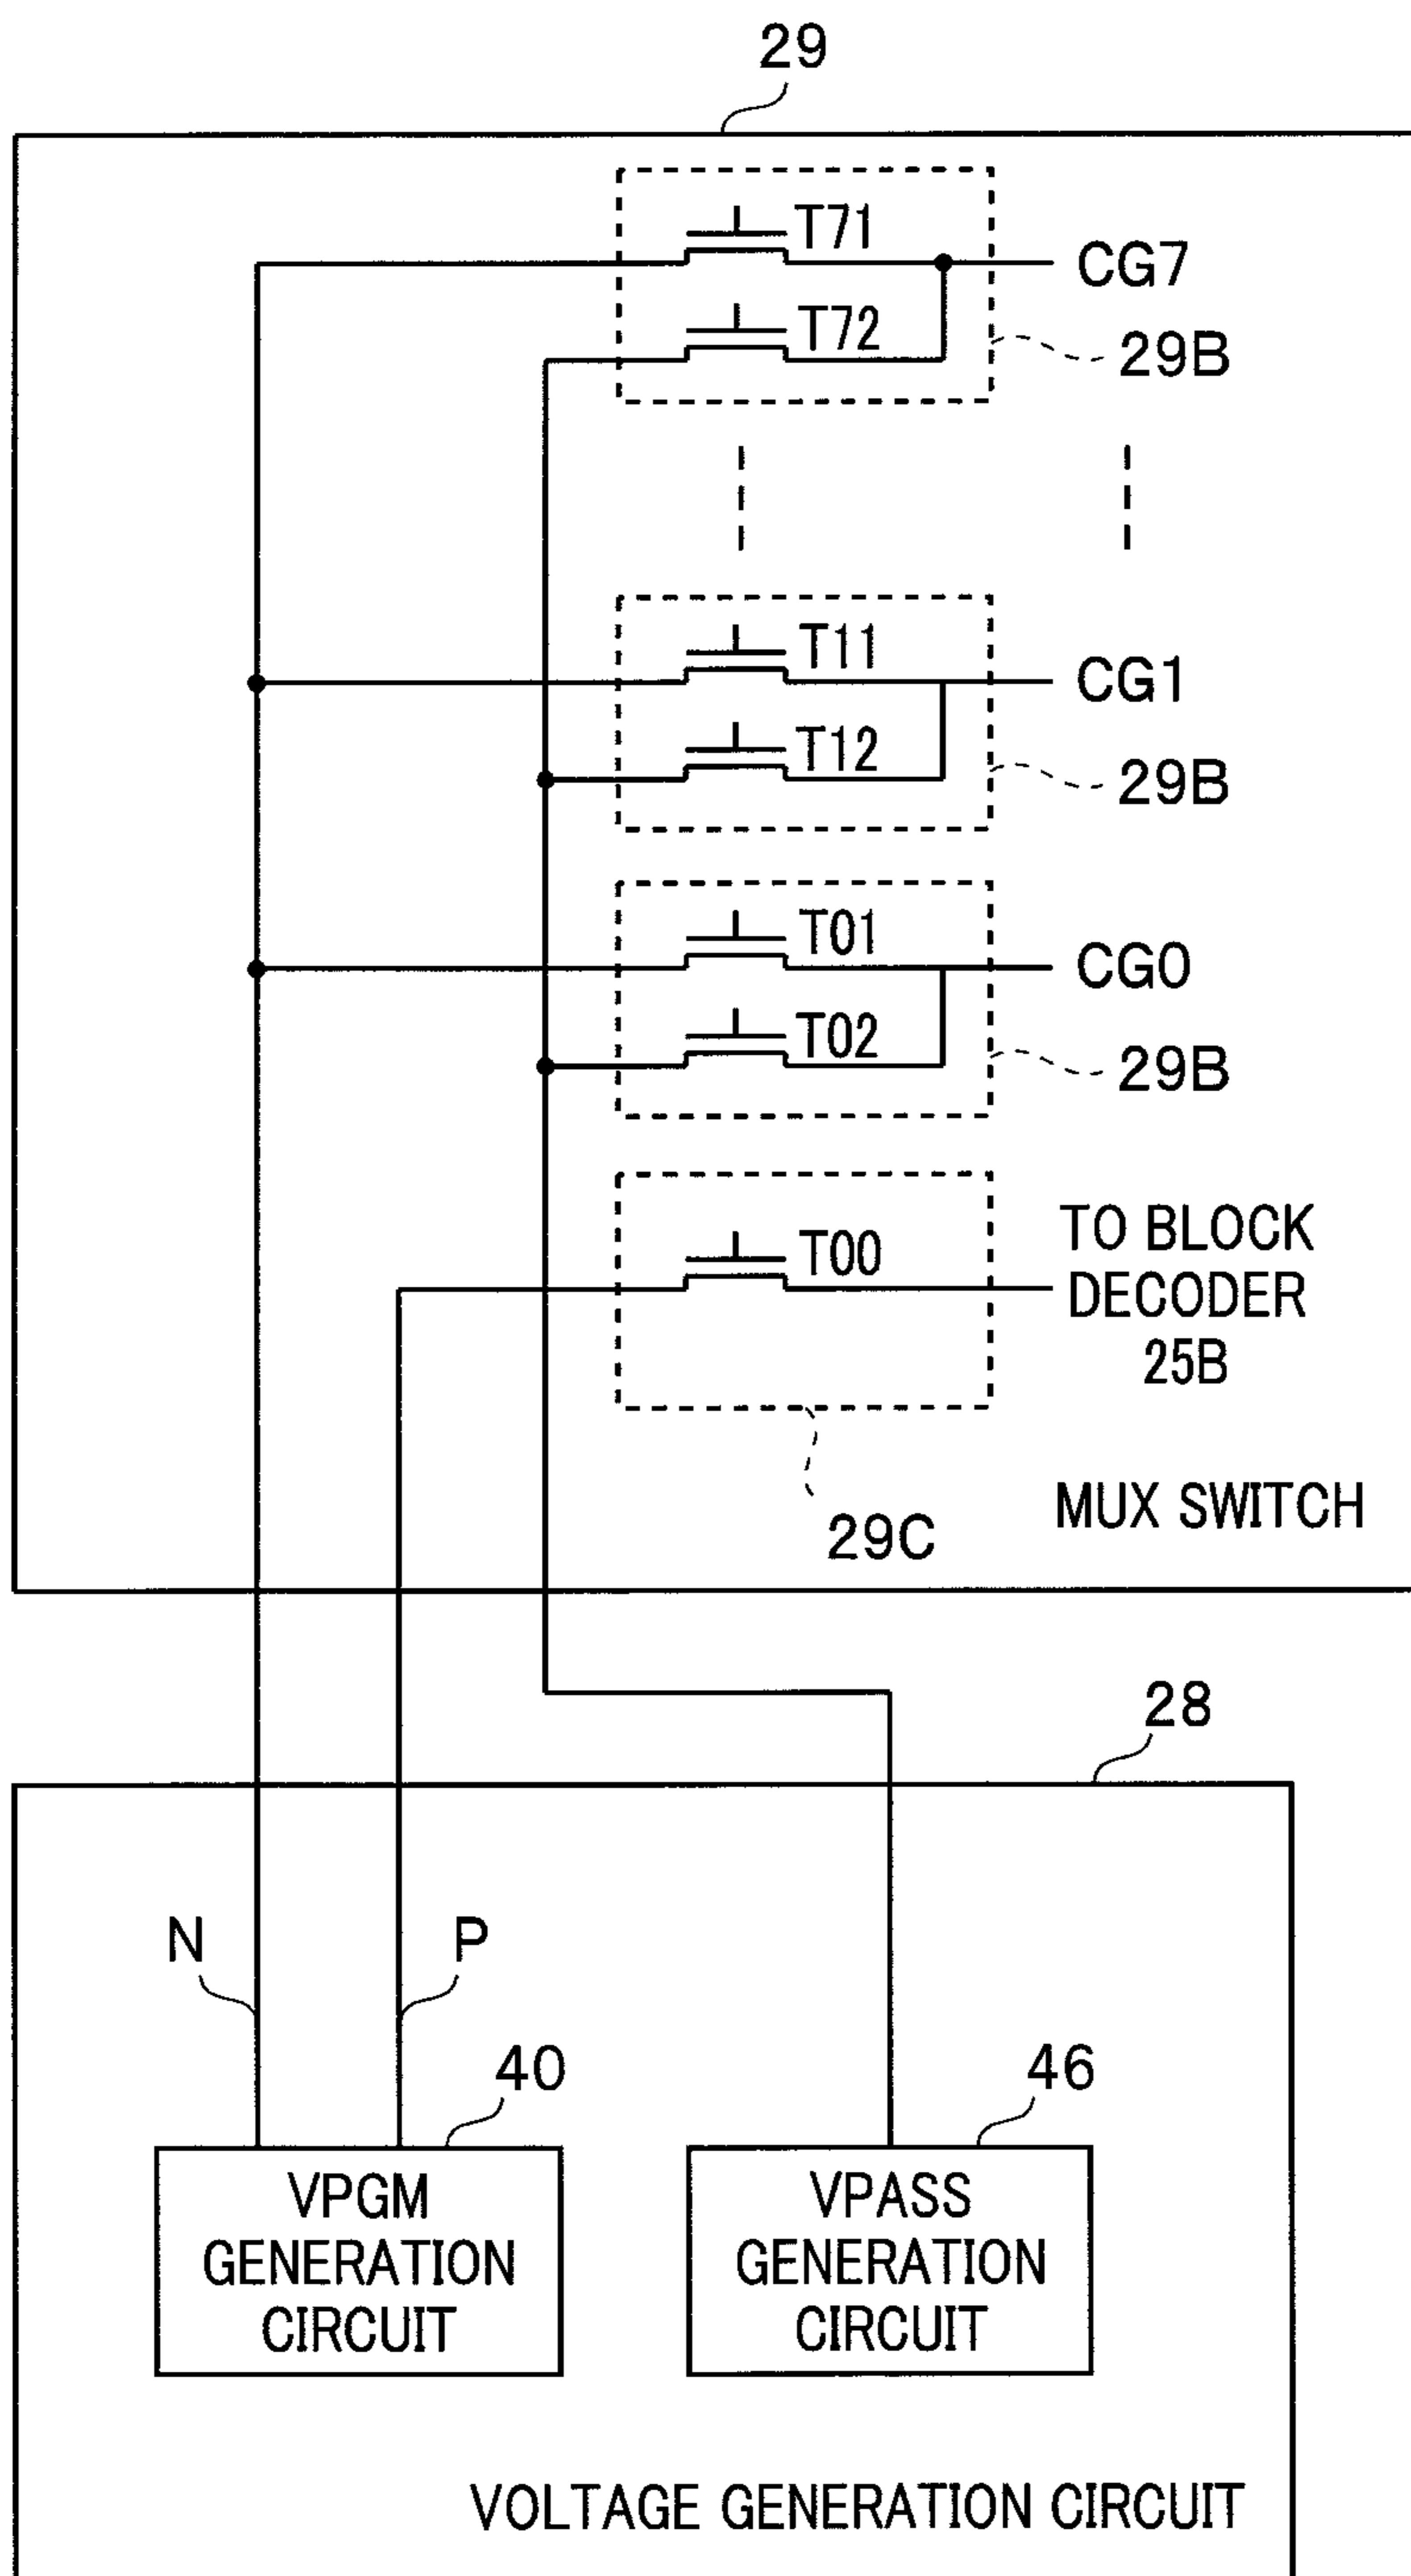 29
T71
CG7
T72
29B
T11
CG1
T12
29B
T01
CG0
T02
29B
T00
TO BLOCK
DECODER
25B
29C
MUX SWITCH
28
N
P
40
46
VPGM
GENERATION
CIRCUIT
VPASS
GENERATION
CIRCUIT
VOLTAGE GENERATION CIRCUIT